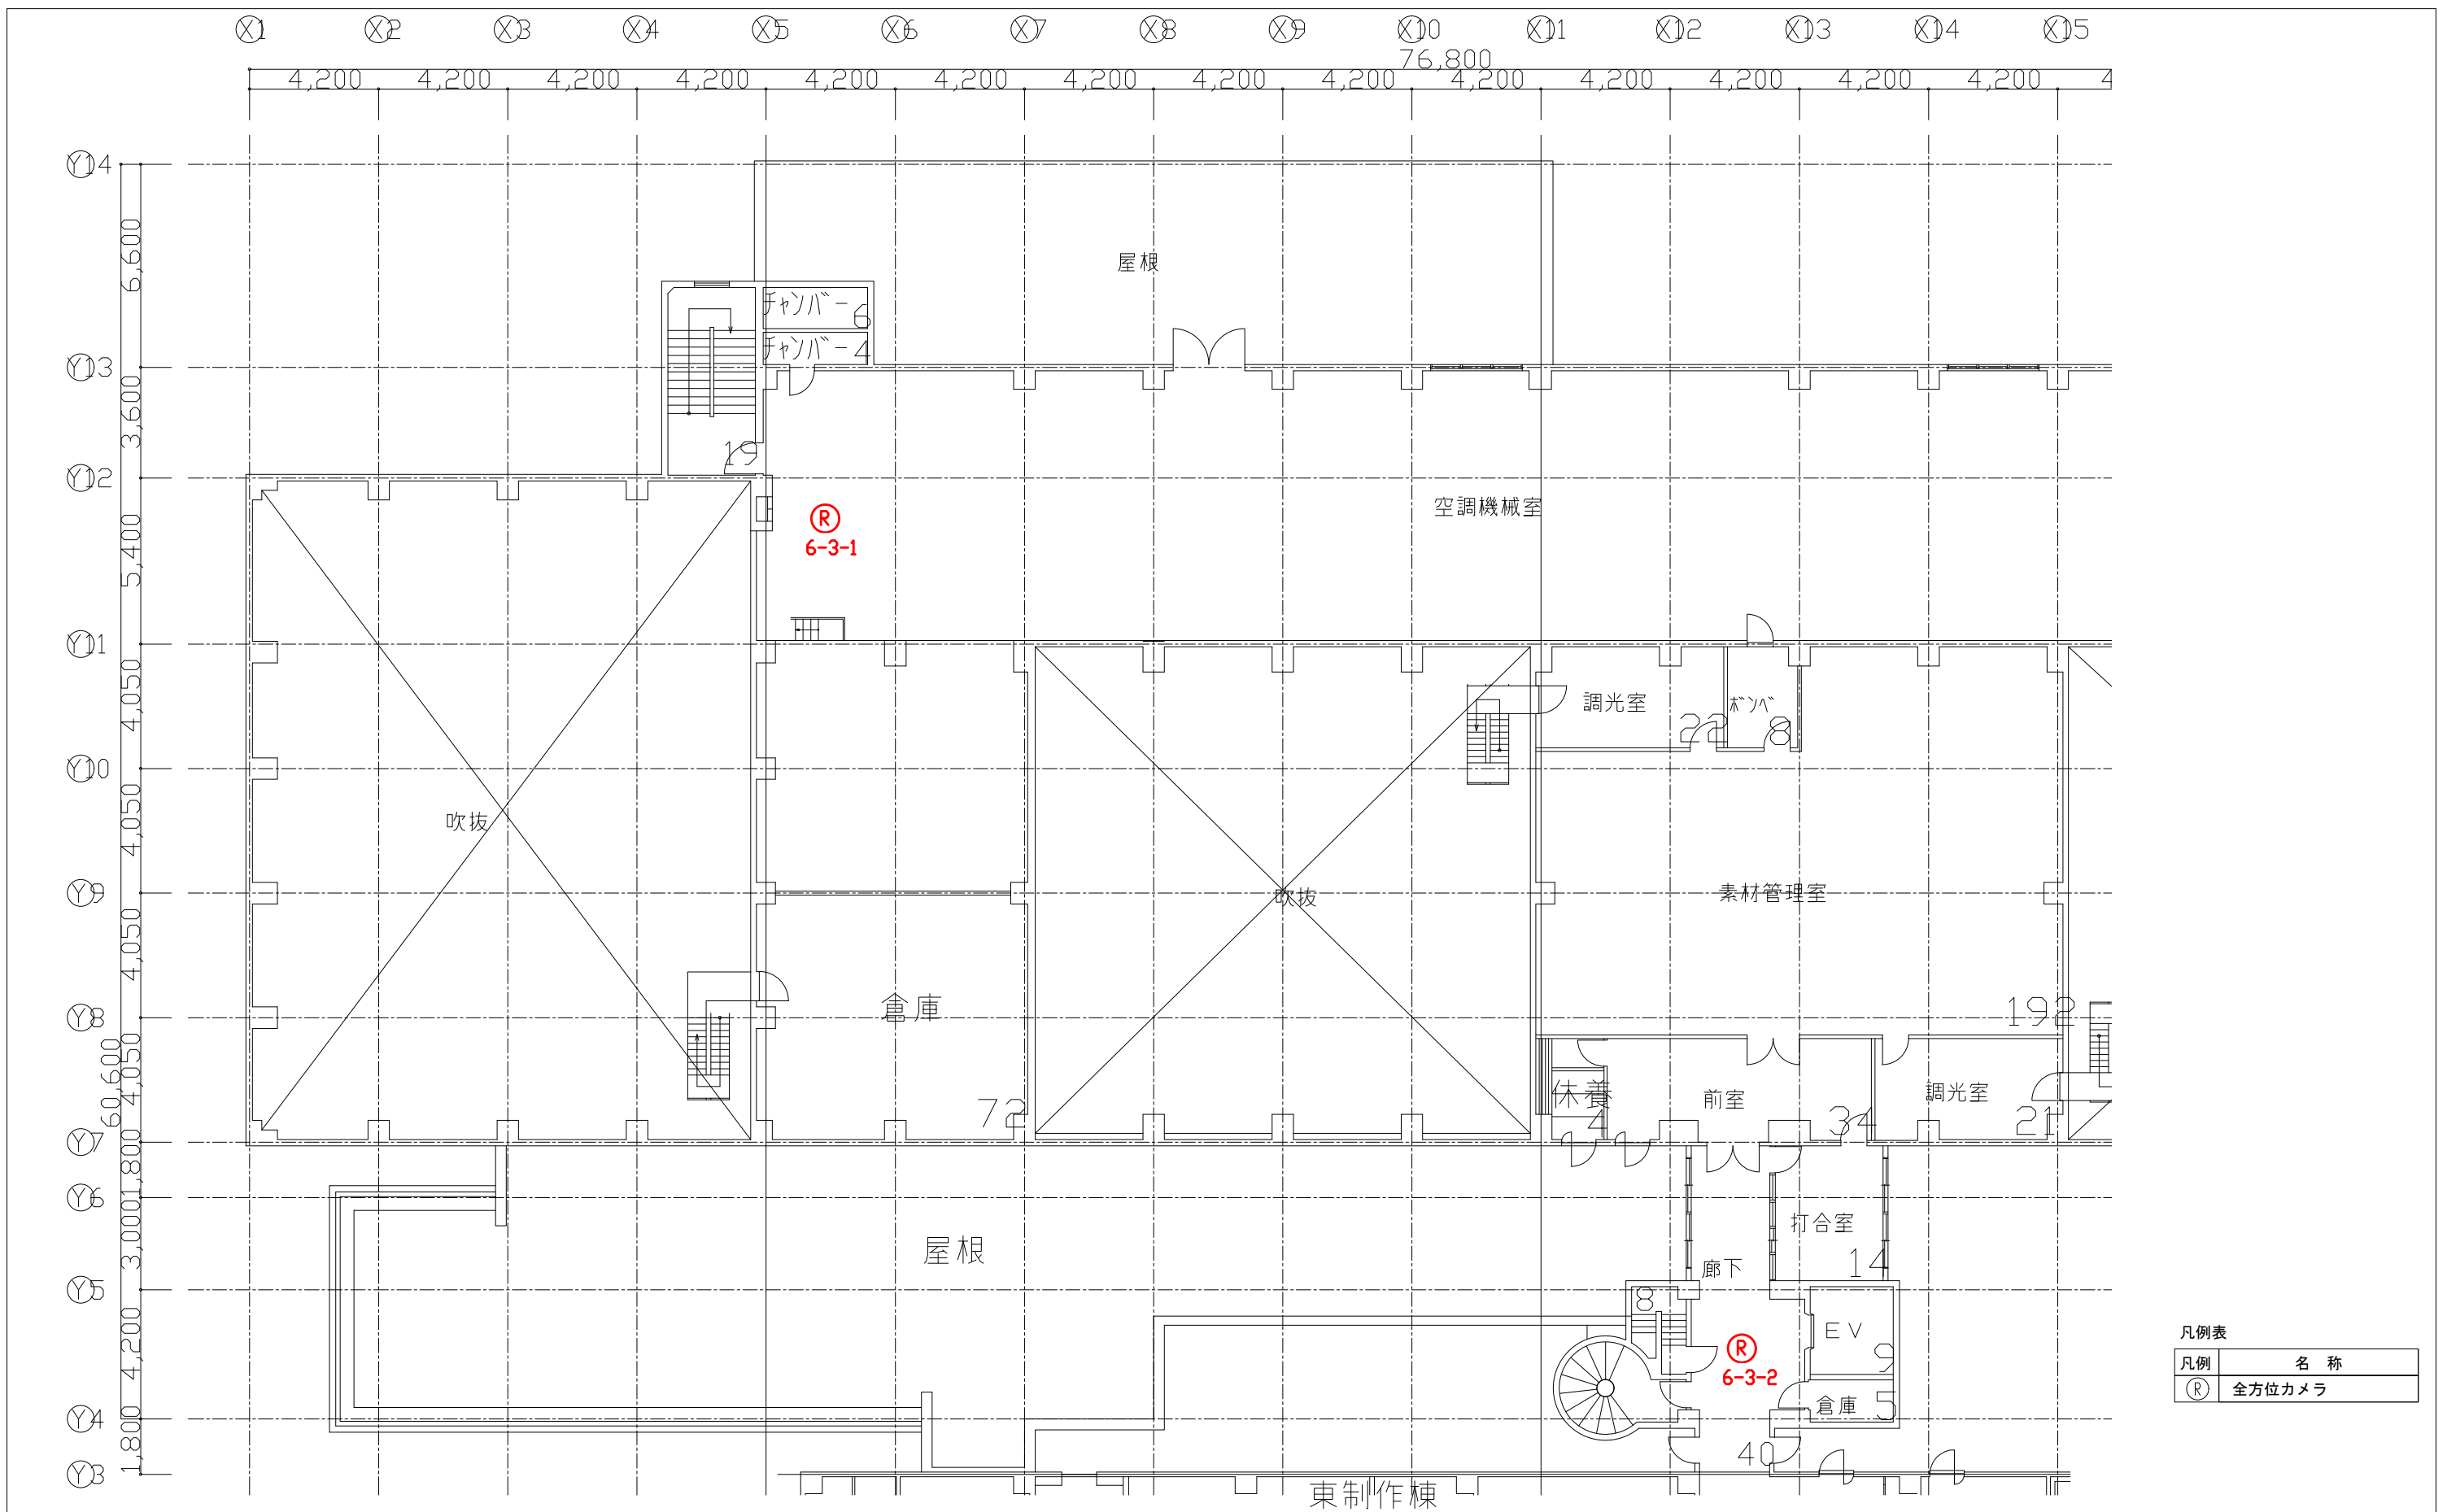 X1 X2 X3 X4 X5 X6 X7 X8 X9 X10 X11 X12 X13 X14 X15
76,800
4,200 4,200 4,200 4,200 4,200 4,200 4,200 4,200 4,200 4,200 4,200 4,200 4,200 4,200
Y14
6,600
屋根
チャンバー 6
チャンバー 4
Y13
3,600
19
Y12
空調機械室
R
6-3-1
5,400
Y11
4,050
調光室
22
ボンベ
8
Y10
4,050
吹抜
吹抜
素材管理室
Y9
4,050
倉庫
192
Y8
4,050
60,600
休養
4
前室
34
調光室
21
72
Y7
1,800
Y6
3,000
打合室
14
屋根
廊下
Y5
8
4,200
EV
9
R
6-3-2
倉庫
5
Y4
1,800
40
Y3
東制作棟
凡例表
凡例 名 称
R 全方位カメラ